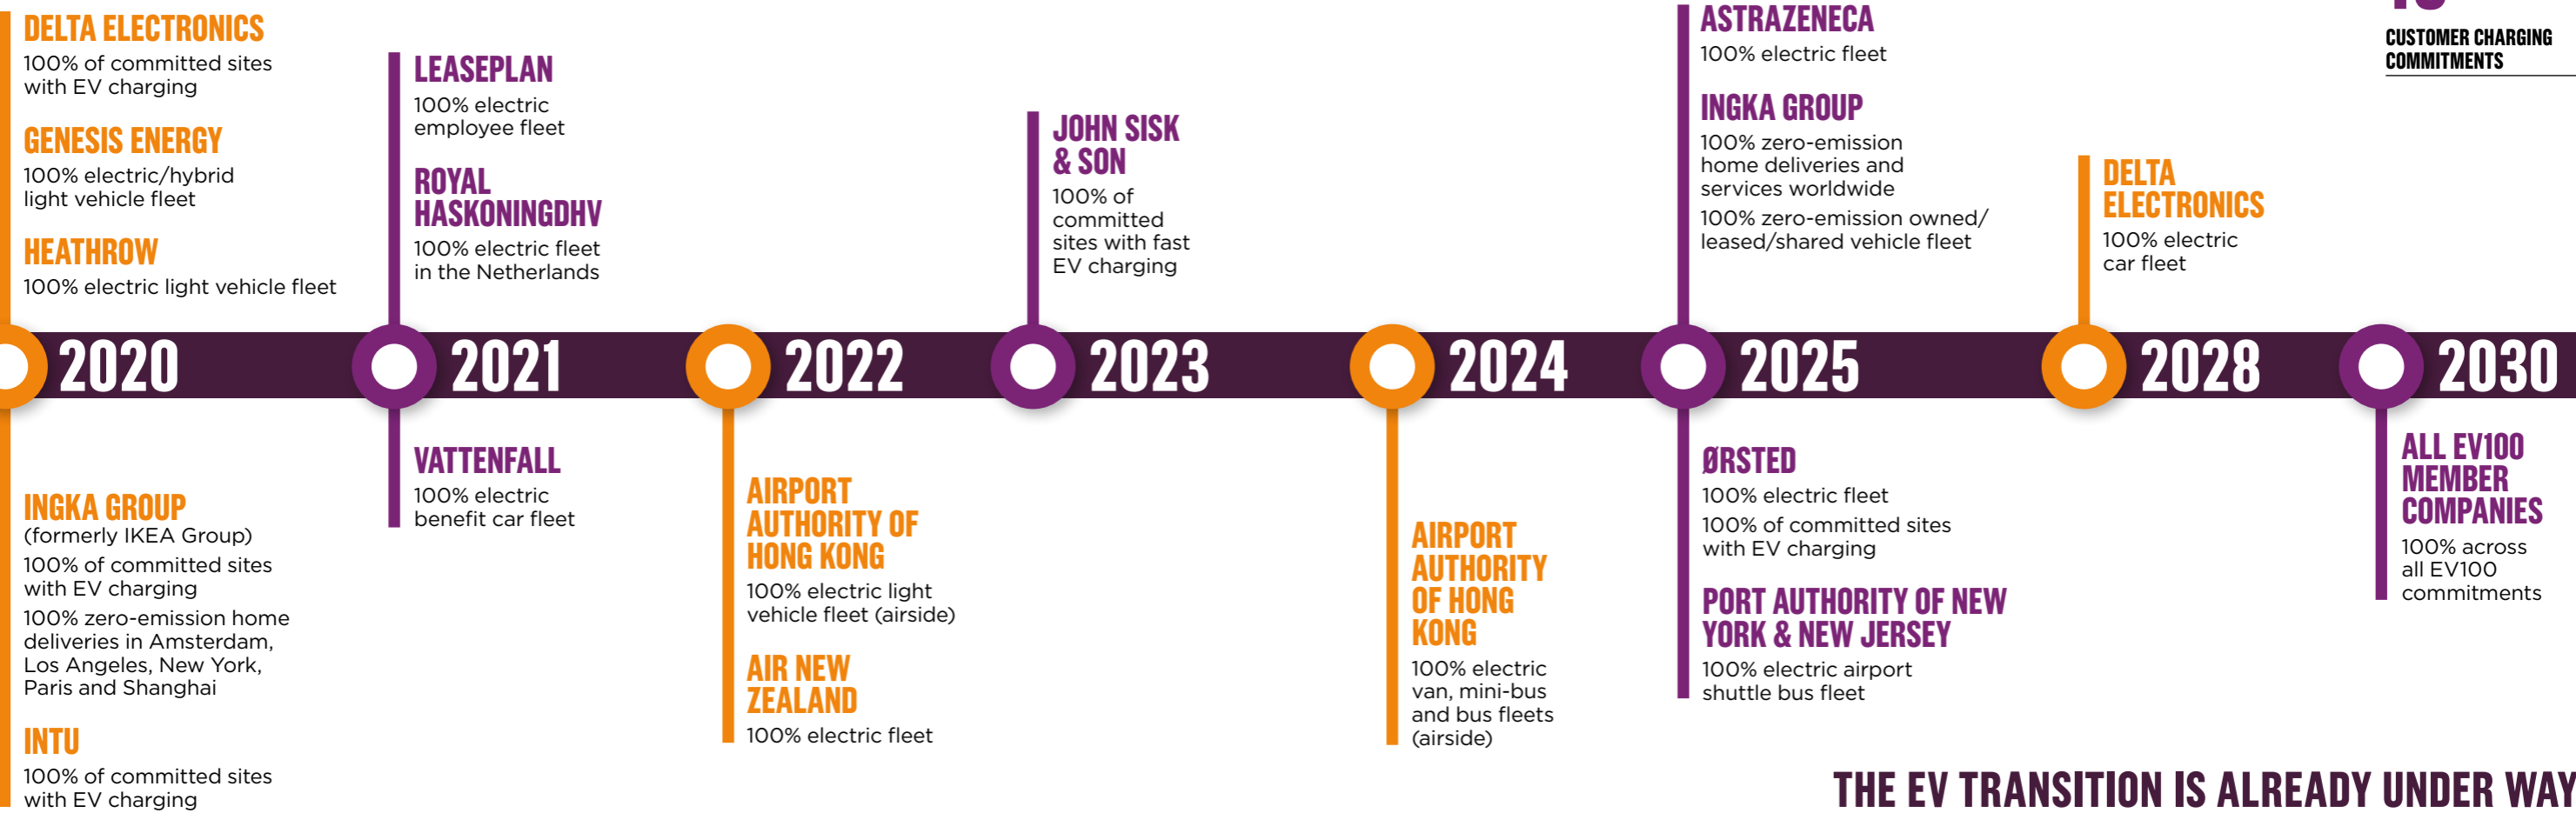 DELTA ELECTRONICS
100% of committed sites
with EV charging
GENESIS ENERGY
100% electric/hybrid
light vehicle fleet
HEATHROW
100% electric light vehicle fleet
2020
INGKA GROUP
(formerly IKEA Group)
100% of committed sites
with EV charging
100% zero-emission home
deliveries in Amsterdam,
Los Angeles, New York,
Paris and Shanghai
INTU
100% of committed sites
with EV charging
LEASEPLAN
100% electric
employee fleet
ROYAL
HASKONINGDHV
100% electric fleet
in the Netherlands
2021
VATTENFALL
100% electric
benefit car fleet
2022
AIRPORT
AUTHORITY OF
HONG KONG
100% electric light
vehicle fleet (airside)
AIR NEW
ZEALAND
100% electric fleet
JOHN SISK
& SON
100% of
committed
sites with fast
EV charging
2023
2024
AIRPORT
AUTHORITY
OF HONG
KONG
100% electric
van, mini-bus
and bus fleets
(airside)
ASTRAZENECA
100% electric fleet
INGKA GROUP
100% zero-emission
home deliveries and
services worldwide
100% zero-emission owned/
leased/shared vehicle fleet
2025
ØRSTED
100% electric fleet
100% of committed sites
with EV charging
PORT AUTHORITY OF NEW
YORK & NEW JERSEY
100% electric airport
shuttle bus fleet
DELTA
ELECTRONICS
100% electric
car fleet
2028
CUSTOMER CHARGING
COMMITMENTS
2030
ALL EV100
MEMBER
COMPANIES
100% across
all EV100
commitments
THE EV TRANSITION IS ALREADY UNDER WAY